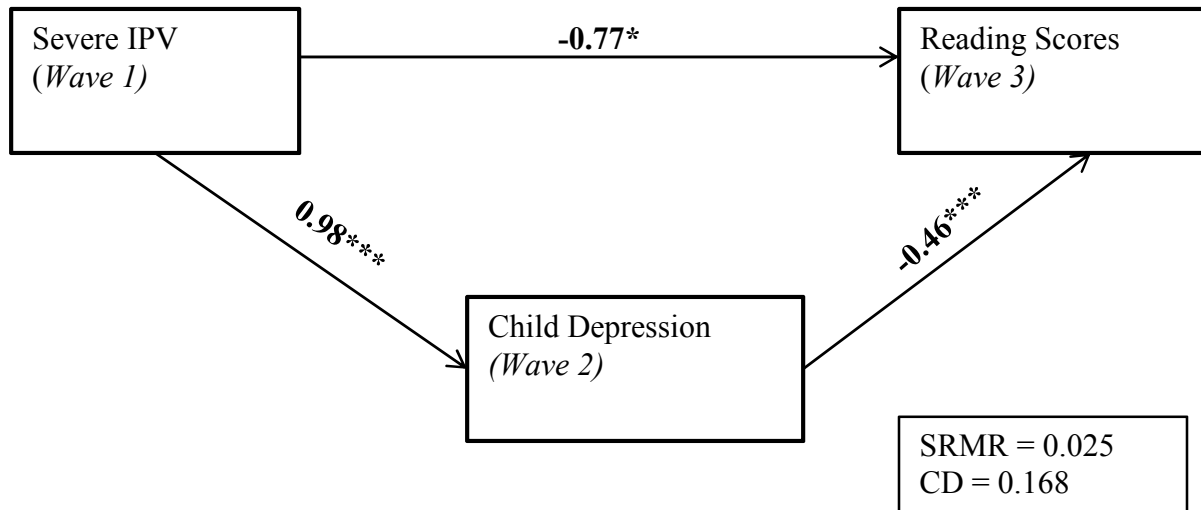 Severe IPV
(Wave 1)
-0.77*
Reading Scores
(Wave 3)
0.98***
-0.46***
Child Depression
(Wave 2)
SRMR = 0.025
CD = 0.168